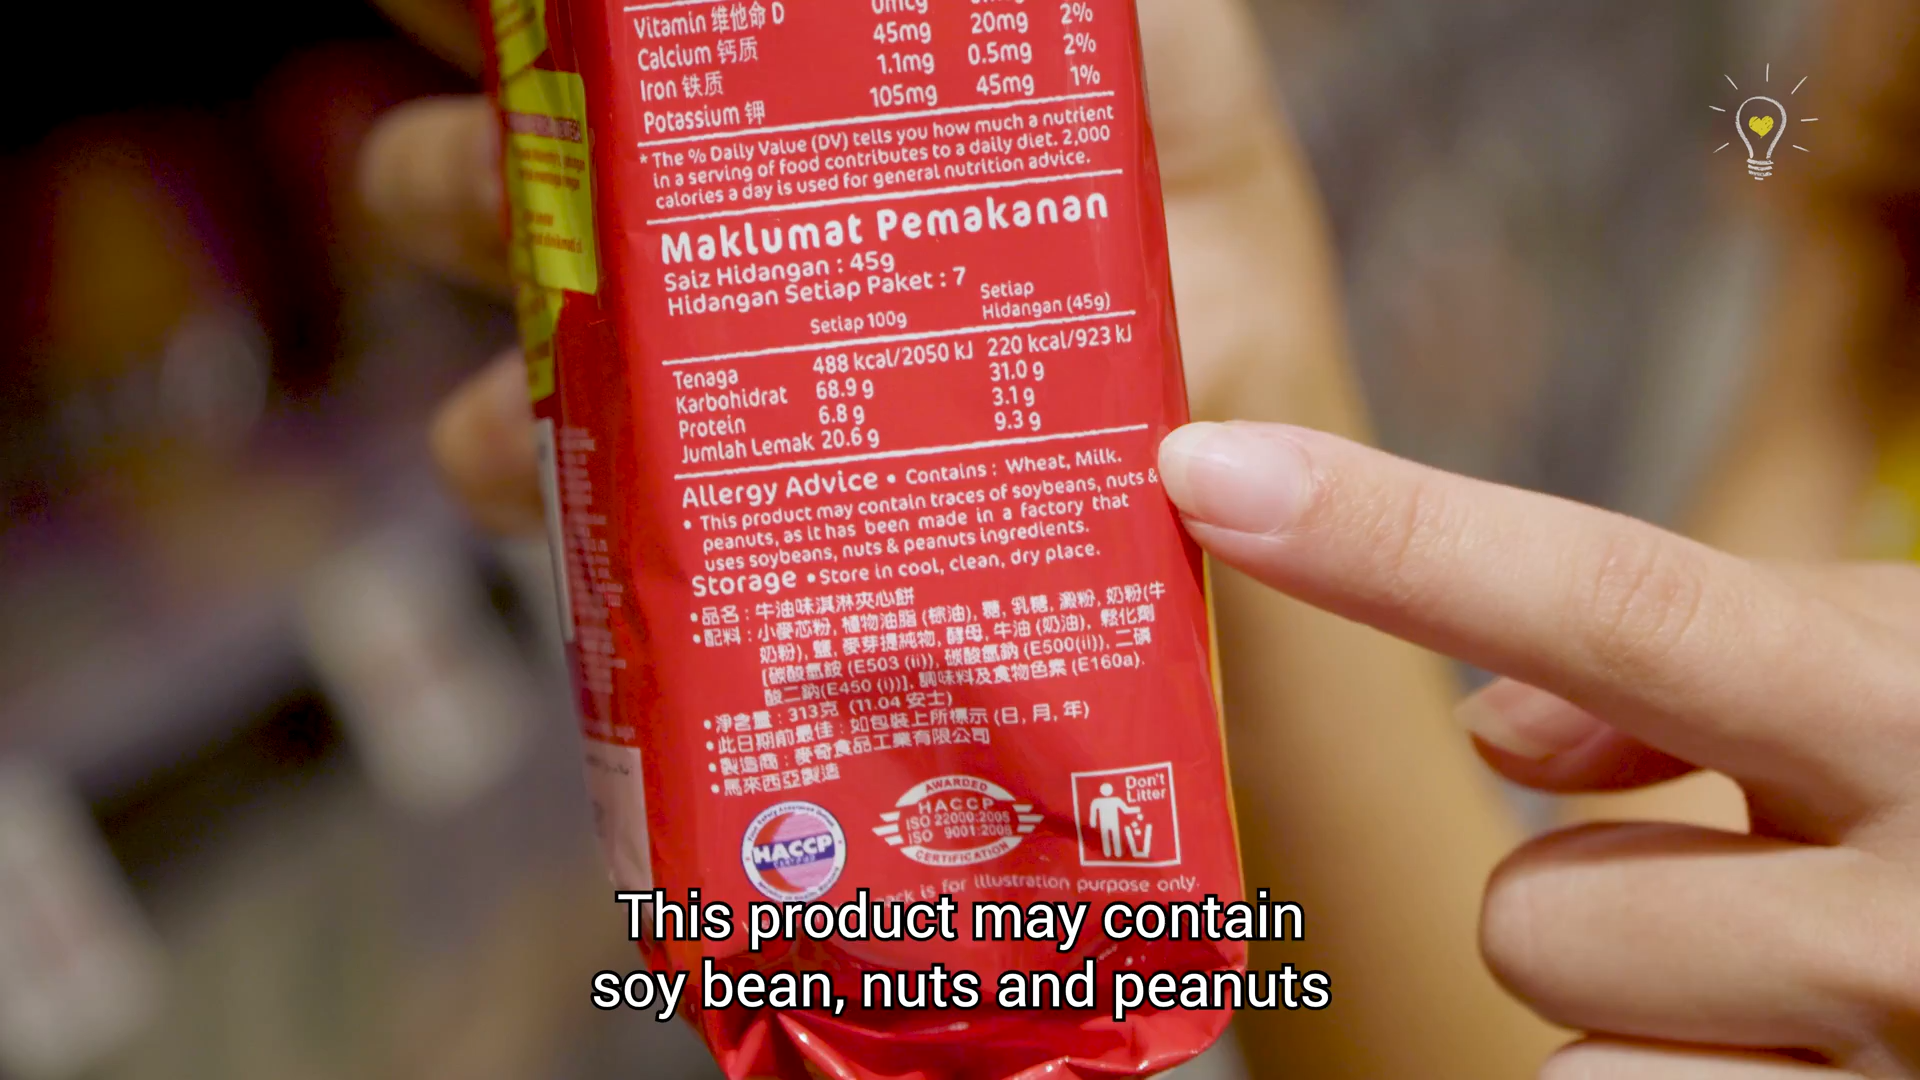 Vitamin 维他命 D 0mcg
Calcium 钙质 45mg 20mg 2%
Iron 铁质 1.1mg 0.5mg 2%
Potassium 钾 105mg 45mg 1%
* The % Daily Value (DV) tells you how much a nutrient
in a serving of food contributes to a daily diet. 2,000
calories a day is used for general nutrition advice.
Maklumat Pemakanan
Saiz Hidangan : 45g
Hidangan Setiap Paket : 7
Setiap 100g Setiap Hidangan (45g)
Tenaga 488 kcal/2050 kJ 220 kcal/923 kJ
Karbohidrat 68.9 g 31.0 g
Protein 6.8 g 3.1 g
Jumlah Lemak 20.6 g 9.3 g
Allergy Advice • Contains : Wheat, Milk.
• This product may contain traces of soybeans, nuts &
peanuts, as it has been made in a factory that
uses soybeans, nuts & peanuts ingredients.
Storage • Store in cool, clean, dry place.
• 品名 : 牛油味淇淋夾心餅
• 配料 : 小麥芯粉, 植物油脂 (棕油), 糖, 乳糖, 澱粉, 奶粉(牛
奶粉), 鹽, 麥芽提純物, 酵母, 牛油 (奶油), 鬆化劑
[碳酸氫銨 (E503 (ii)), 碳酸氫鈉 (E500(ii)), 二磷
酸二鈉(E450 (i))], 調味料及食物色素 (E160a).
• 淨含量 : 313克 (11.04 安士)
• 此日期前最佳 : 如包裝上所標示 (日, 月, 年)
• 製造商 : 麥奇食品工業有限公司
• 馬來西亞製造
HACCP
AWARDED
HACCP
ISO 22000:2005
ISO 9001:2008
CERTIFICATION
Don't
Litter
is for illustration purpose only.
This product may contain
soy bean, nuts and peanuts